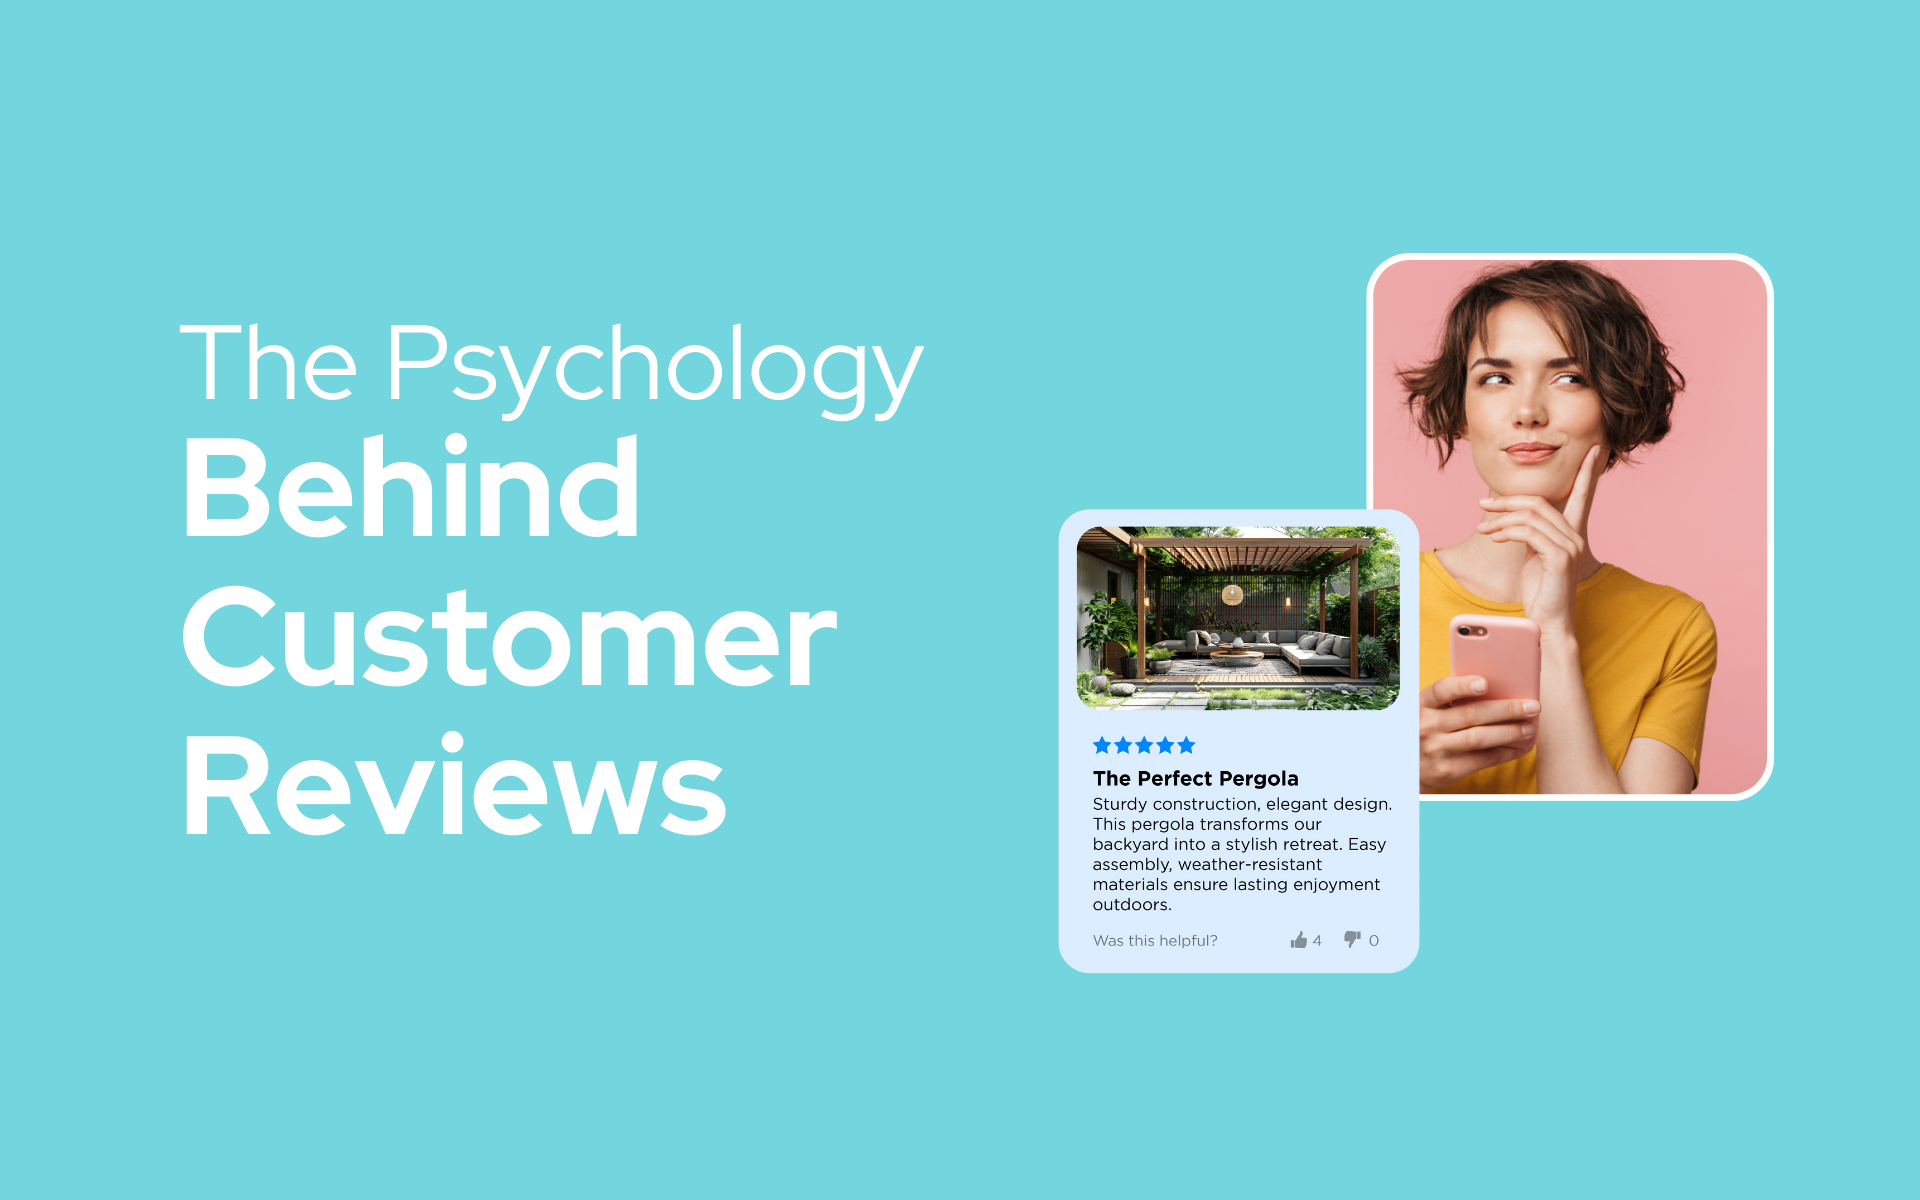 The Psychology
Behind
Customer
Reviews
The Perfect Pergola
Sturdy construction, elegant design.
This pergola transforms our
backyard into a stylish retreat. Easy
assembly, weather-resistant
materials ensure lasting enjoyment
outdoors.
Was this helpful? 4 0